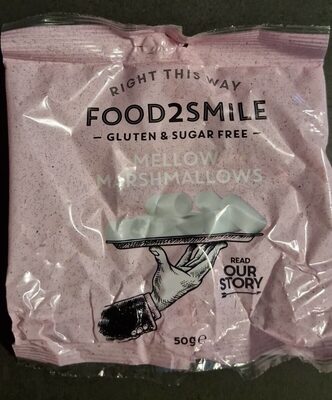 RIGHT THIS WAY
FOOD2SMILE
– GLUTEN & SUGAR FREE –
MELLOW
MARSHMALLOWS
READ
OUR
STORY
50g℮